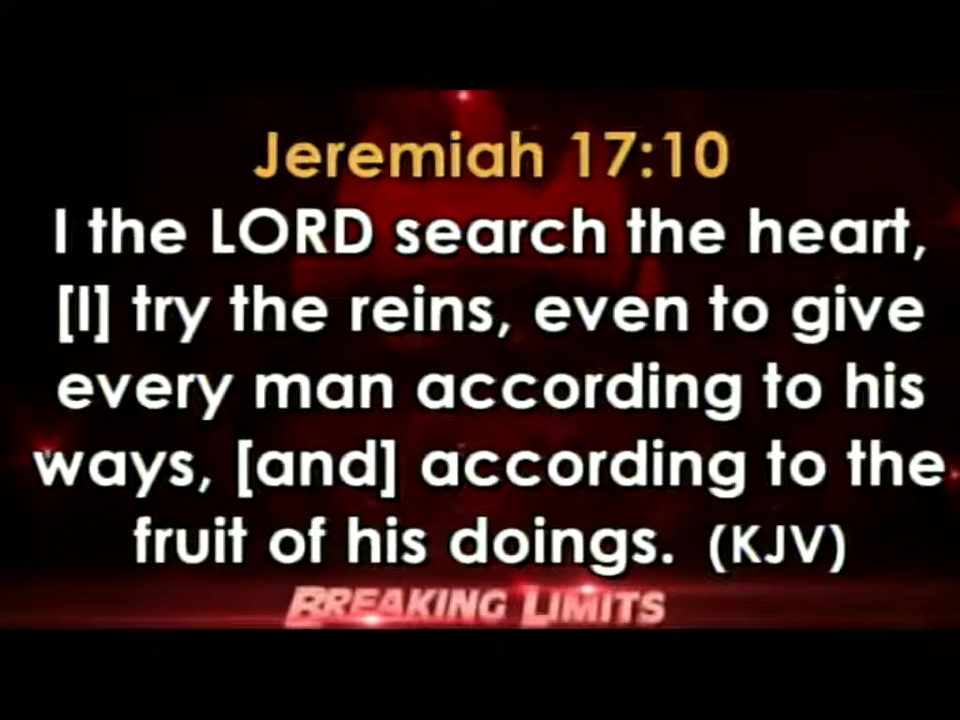 Jeremiah 17:10
I the LORD search the heart,
[I] try the reins, even to give
every man according to his
ways, [and] according to the
fruit of his doings. (KJV)
BREAKING LIMITS